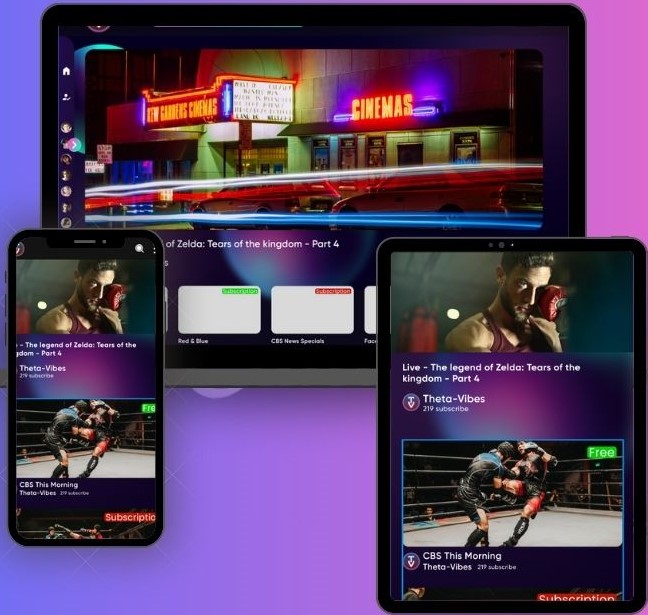 KEW GARDENS CINEMAS
CINEMAS
of Zelda: Tears of the kingdom - Part 4
Subscription
Subscription
Red & Blue
CBS News Specials
- The legend of Zelda: Tears of the
kingdom - Part 4
Theta-Vibes
219 subscribe
Free
CBS This Morning
Theta-Vibes 219 subscribe
Subscriptio
Live - The legend of Zelda: Tears of the
kingdom - Part 4
Theta-Vibes
219 subscribe
Free
CBS This Morning
Theta-Vibes 219 subscribe
Subscription